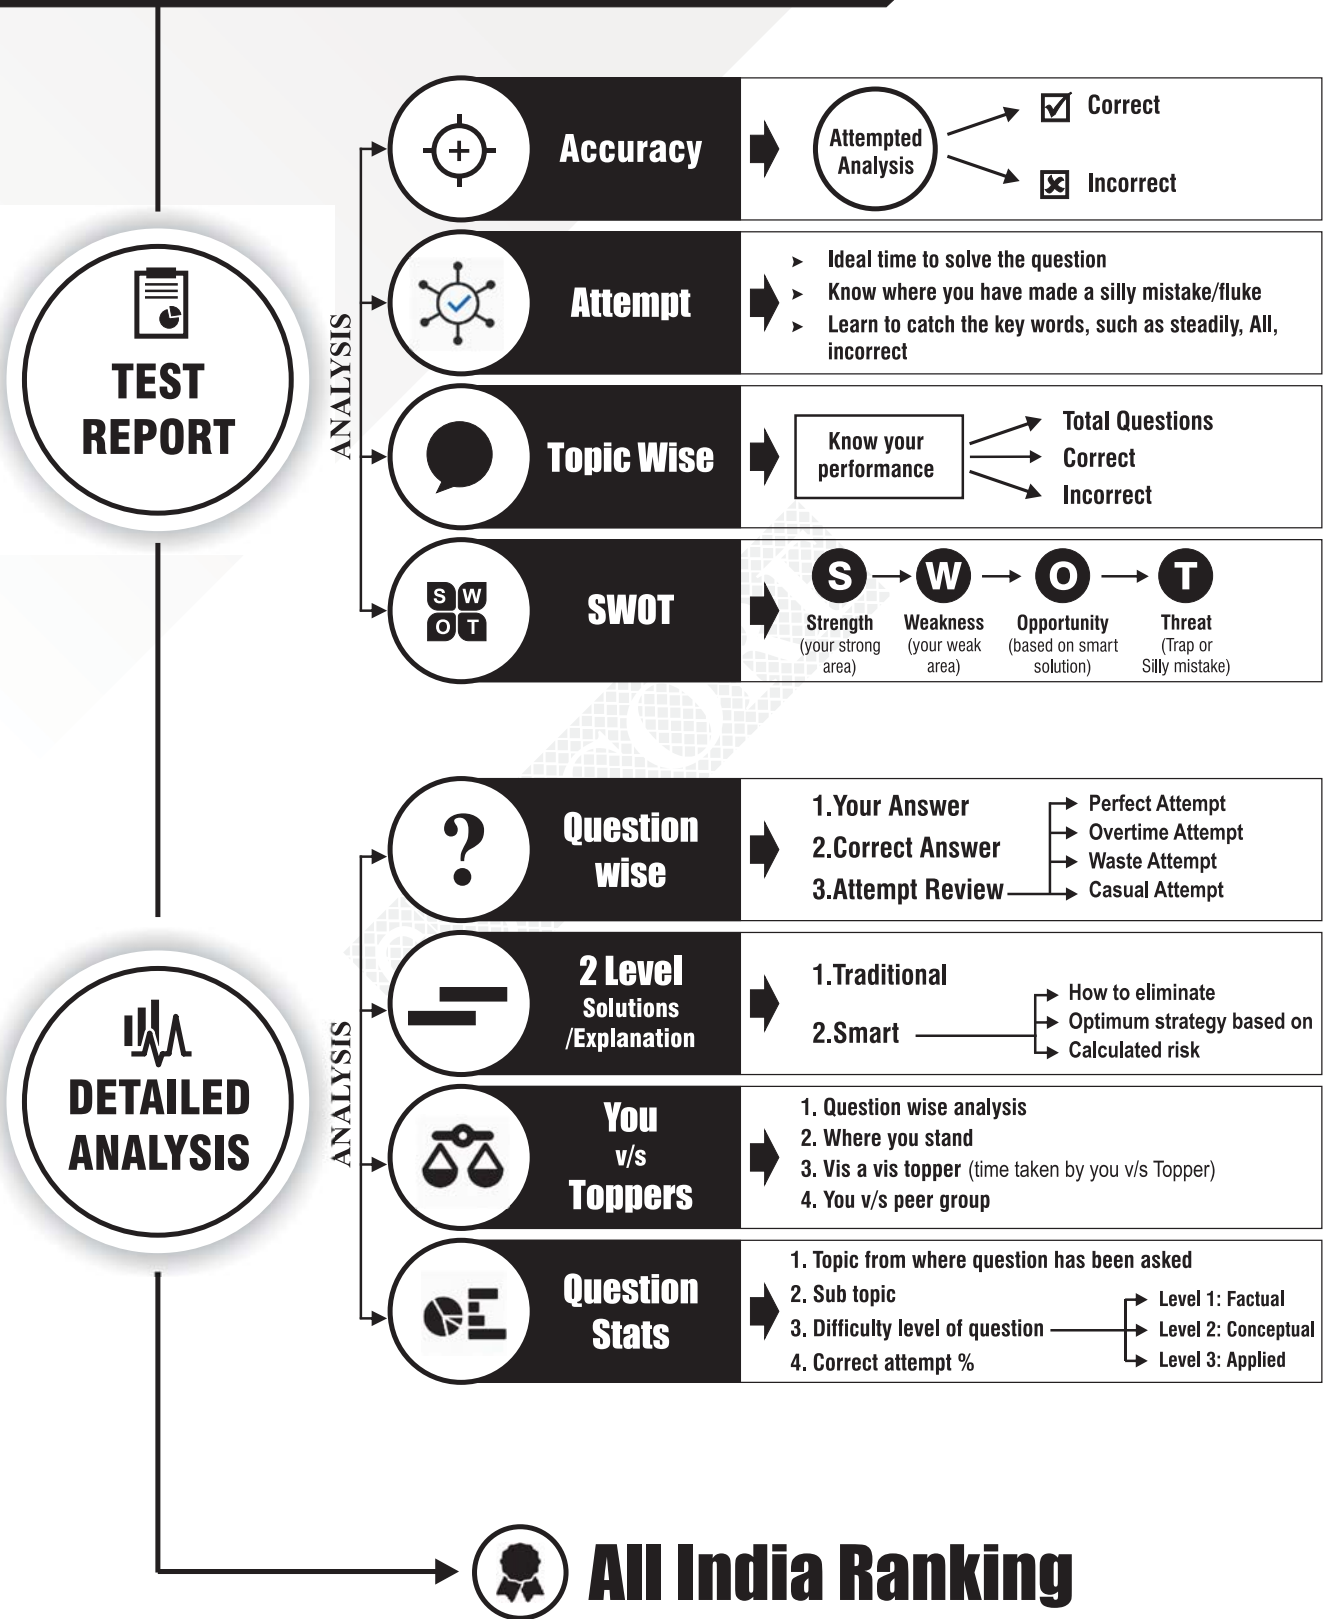 TEST
REPORT
ANALYSIS
Accuracy
Attempted
Analysis
Correct
Incorrect
Attempt
➤ Ideal time to solve the question
➤ Know where you have made a silly mistake/fluke
➤ Learn to catch the key words, such as steadily, All,
incorrect
Topic Wise
Know your
performance
Total Questions
Correct
Incorrect
S W
O T
SWOT
S W O T
Strength Weakness Opportunity Threat
(your strong (your weak (based on smart (Trap or
area) area) solution) Silly mistake)
DETAILED
ANALYSIS
ANALYSIS
?
Question
wise
1.Your Answer
2.Correct Answer
3.Attempt Review
Perfect Attempt
Overtime Attempt
Waste Attempt
Casual Attempt
2 Level
Solutions
/Explanation
1.Traditional
2.Smart
How to eliminate
Optimum strategy based on
Calculated risk
You
v/s
Toppers
1. Question wise analysis
2. Where you stand
3. Vis a vis topper (time taken by you v/s Topper)
4. You v/s peer group
Question
Stats
1. Topic from where question has been asked
2. Sub topic
3. Difficulty level of question
4. Correct attempt %
Level 1: Factual
Level 2: Conceptual
Level 3: Applied
All India Ranking